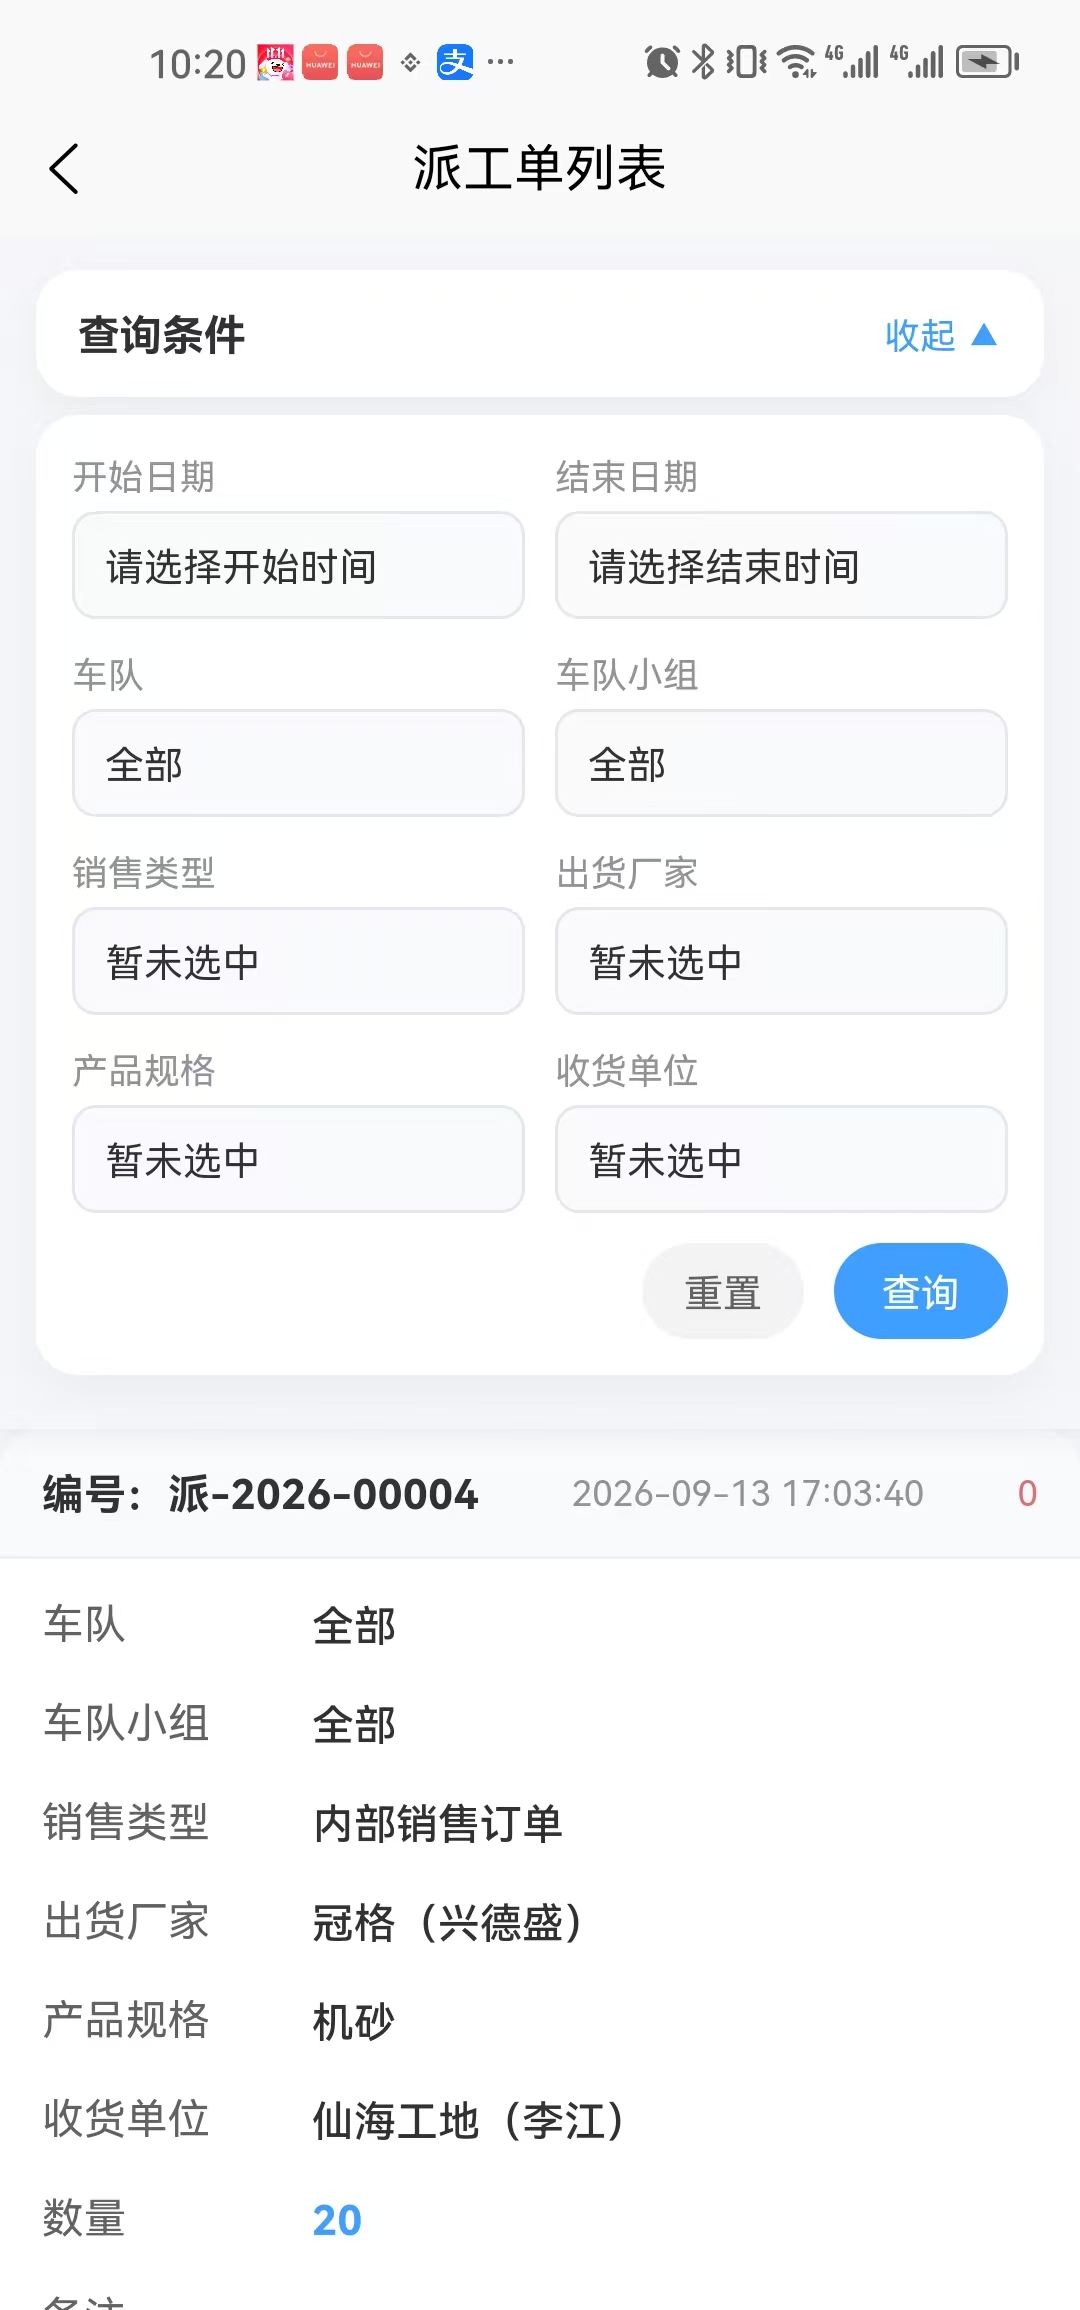 10:20
HUAWEI HUAWEI 支 ··· 4G 4G
派工单列表
查询条件 收起 ▲
开始日期 结束日期
请选择开始时间 请选择结束时间
车队 车队小组
全部 全部
销售类型 出货厂家
暂未选中 暂未选中
产品规格 收货单位
暂未选中 暂未选中
重置 查询
编号：派-2026-00004 2026-09-13 17:03:40 0
车队 全部
车队小组 全部
销售类型 内部销售订单
出货厂家 冠格（兴德盛）
产品规格 机砂
收货单位 仙海工地（李江）
数量 20